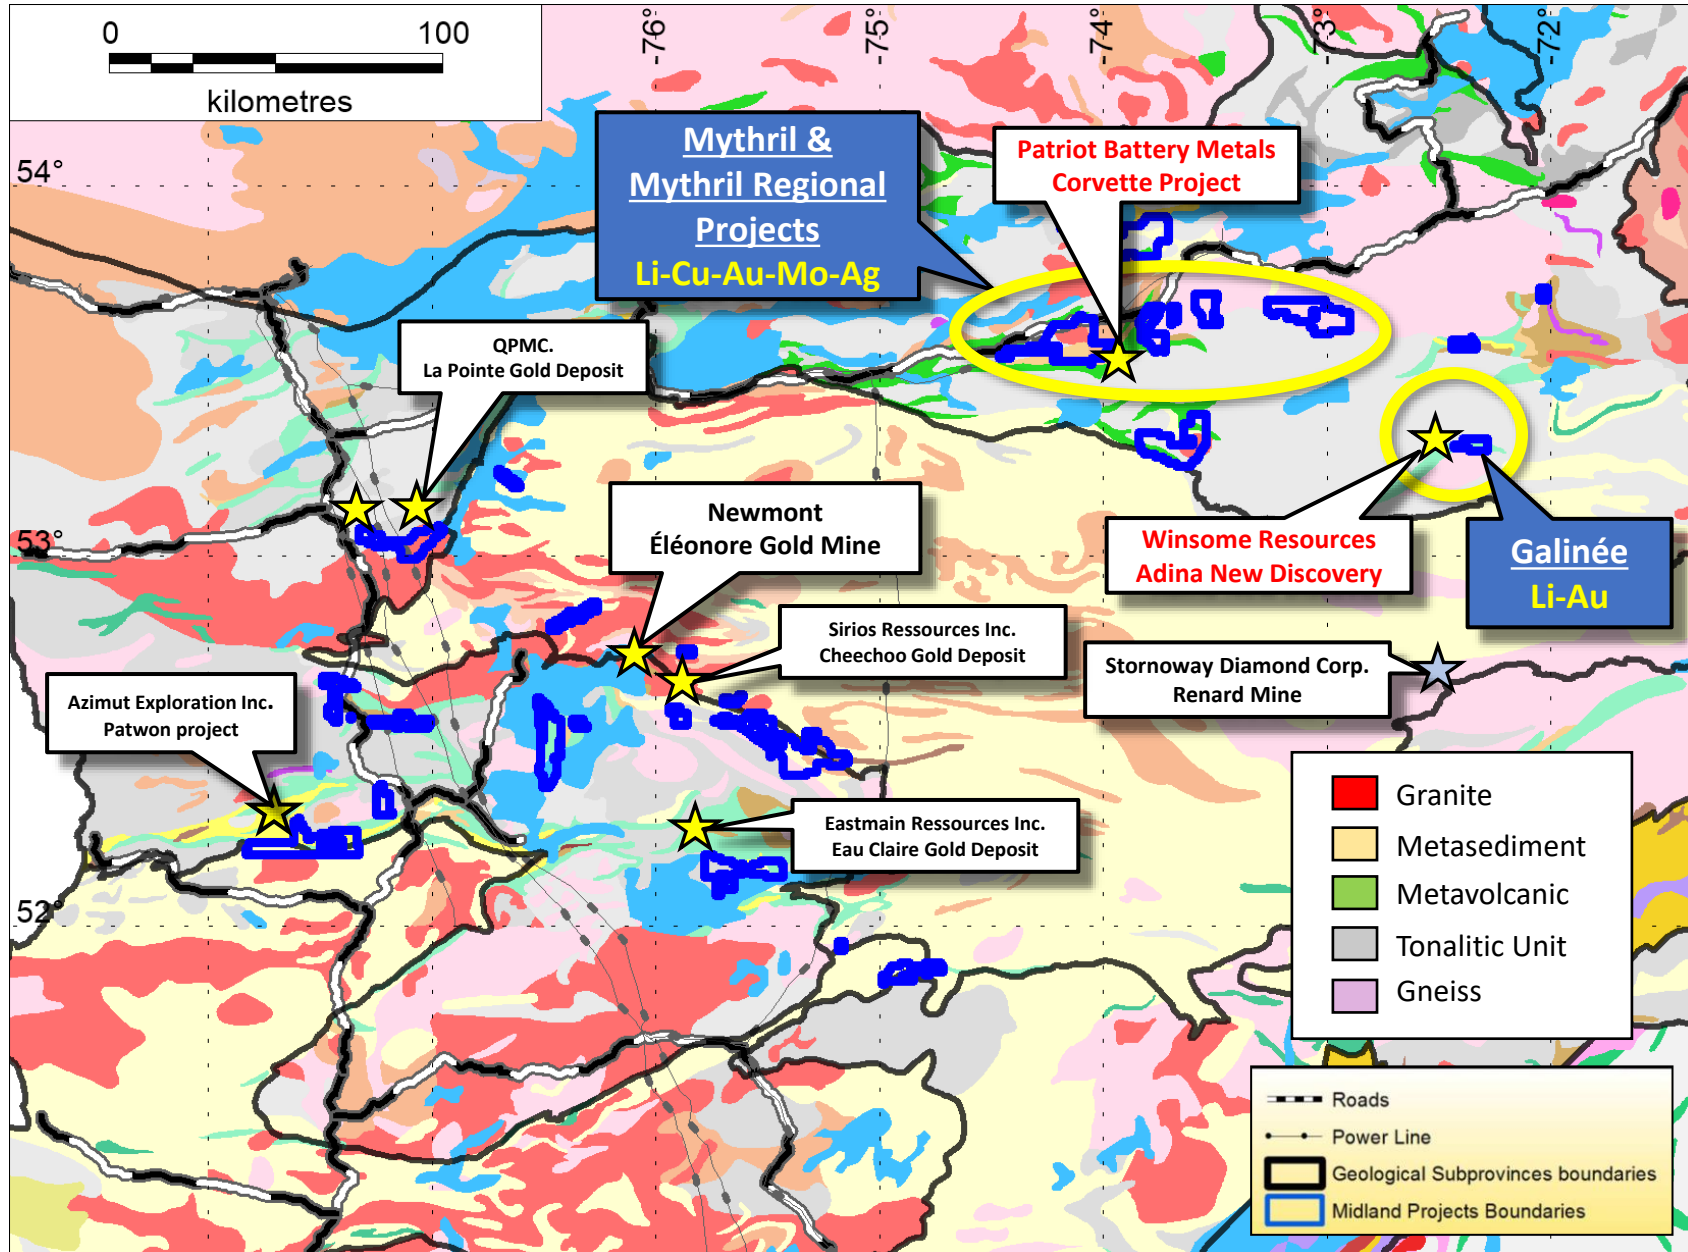 0 100
kilometres
-76°
-75°
-74°
-73°
-72°
54°
53°
52°
Mythril &
Mythril Regional
Projects
Li-Cu-Au-Mo-Ag
Patriot Battery Metals
Corvette Project
QPMC.
La Pointe Gold Deposit
Newmont
Éléonore Gold Mine
Winsome Resources
Adina New Discovery
Galinée
Li-Au
Sirios Ressources Inc.
Cheechoo Gold Deposit
Stornoway Diamond Corp.
Renard Mine
Azimut Exploration Inc.
Patwon project
Eastmain Ressources Inc.
Eau Claire Gold Deposit
Granite
Metasediment
Metavolcanic
Tonalitic Unit
Gneiss
Roads
Power Line
Geological Subprovinces boundaries
Midland Projects Boundaries